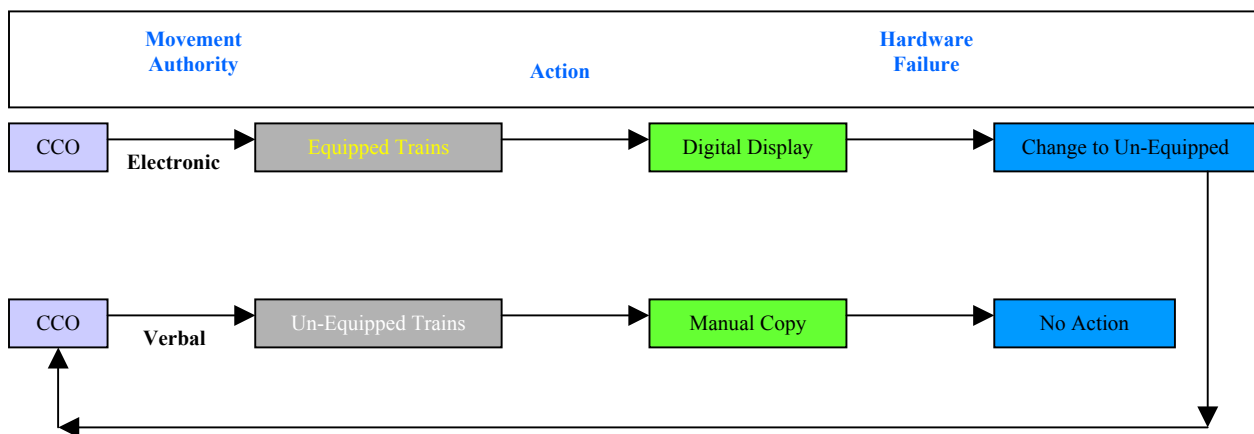 Movement
Authority
Action
Hardware
Failure
CCO
Electronic
Equipped Trains
Digital Display
Change to Un-Equipped
CCO
Verbal
Un-Equipped Trains
Manual Copy
No Action